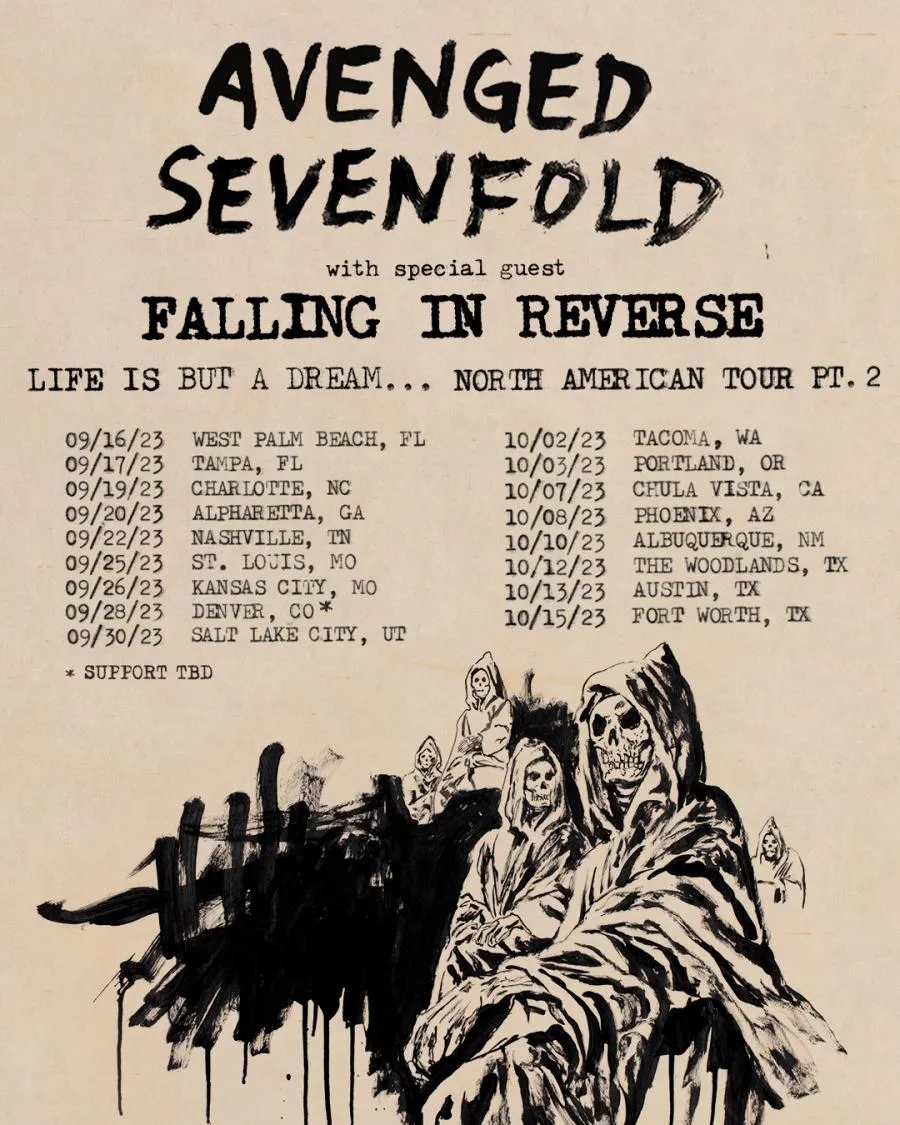 AVENGED
SEVENFOLD
with special guest
FALLING IN REVERSE
LIFE IS BUT A DREAM... NORTH AMERICAN TOUR PT. 2
09/16/23 WEST PALM BEACH, FL
09/17/23 TAMPA, FL
09/19/23 CHARLOTTE, NC
09/20/23 ALPHARETTA, GA
09/22/23 NASHVILLE, TN
09/25/23 ST. LOUIS, MO
09/26/23 KANSAS CITY, MO
09/28/23 DENVER, CO*
09/30/23 SALT LAKE CITY, UT
* SUPPORT TBD
10/02/23 TACOMA, WA
10/03/23 PORTLAND, OR
10/07/23 CHULA VISTA, CA
10/08/23 PHOENIX, AZ
10/10/23 ALBUQUERQUE, NM
10/12/23 THE WOODLANDS, TX
10/13/23 AUSTIN, TX
10/15/23 FORT WORTH, TX